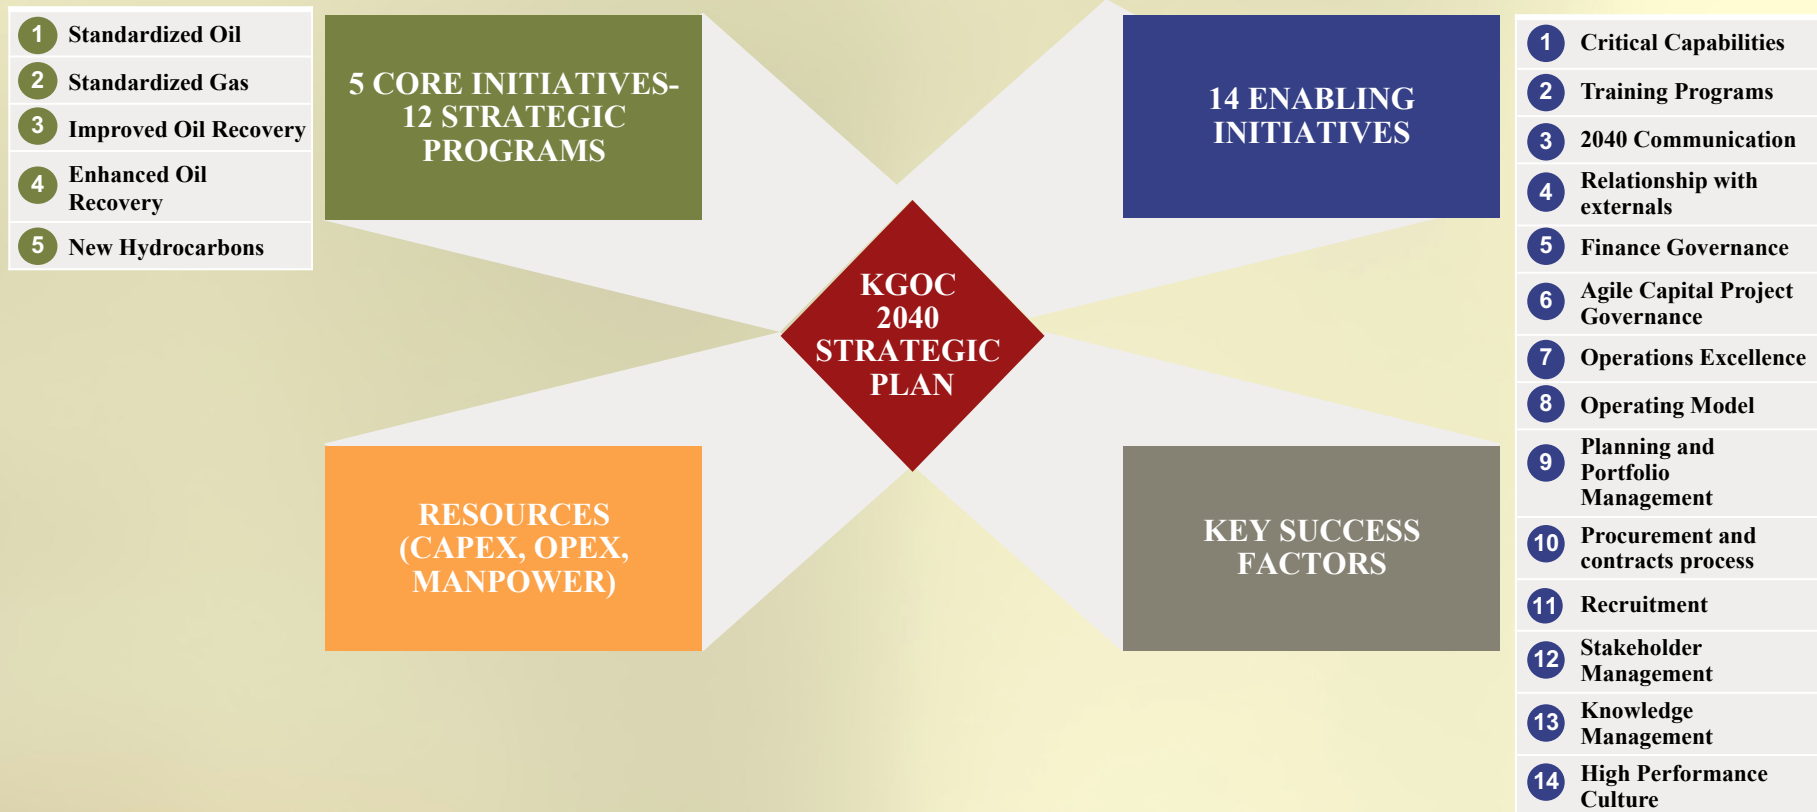 1 Standardized Oil
2 Standardized Gas
3 Improved Oil Recovery
4 Enhanced Oil
Recovery
5 New Hydrocarbons
5 CORE INITIATIVES-
12 STRATEGIC
PROGRAMS
14 ENABLING
INITIATIVES
KGOC
2040
STRATEGIC
PLAN
RESOURCES
(CAPEX, OPEX,
MANPOWER)
KEY SUCCESS
FACTORS
1 Critical Capabilities
2 Training Programs
3 2040 Communication
4 Relationship with
externals
5 Finance Governance
6 Agile Capital Project
Governance
7 Operations Excellence
8 Operating Model
9 Planning and
Portfolio
Management
10 Procurement and
contracts process
11 Recruitment
12 Stakeholder
Management
13 Knowledge
Management
14 High Performance
Culture